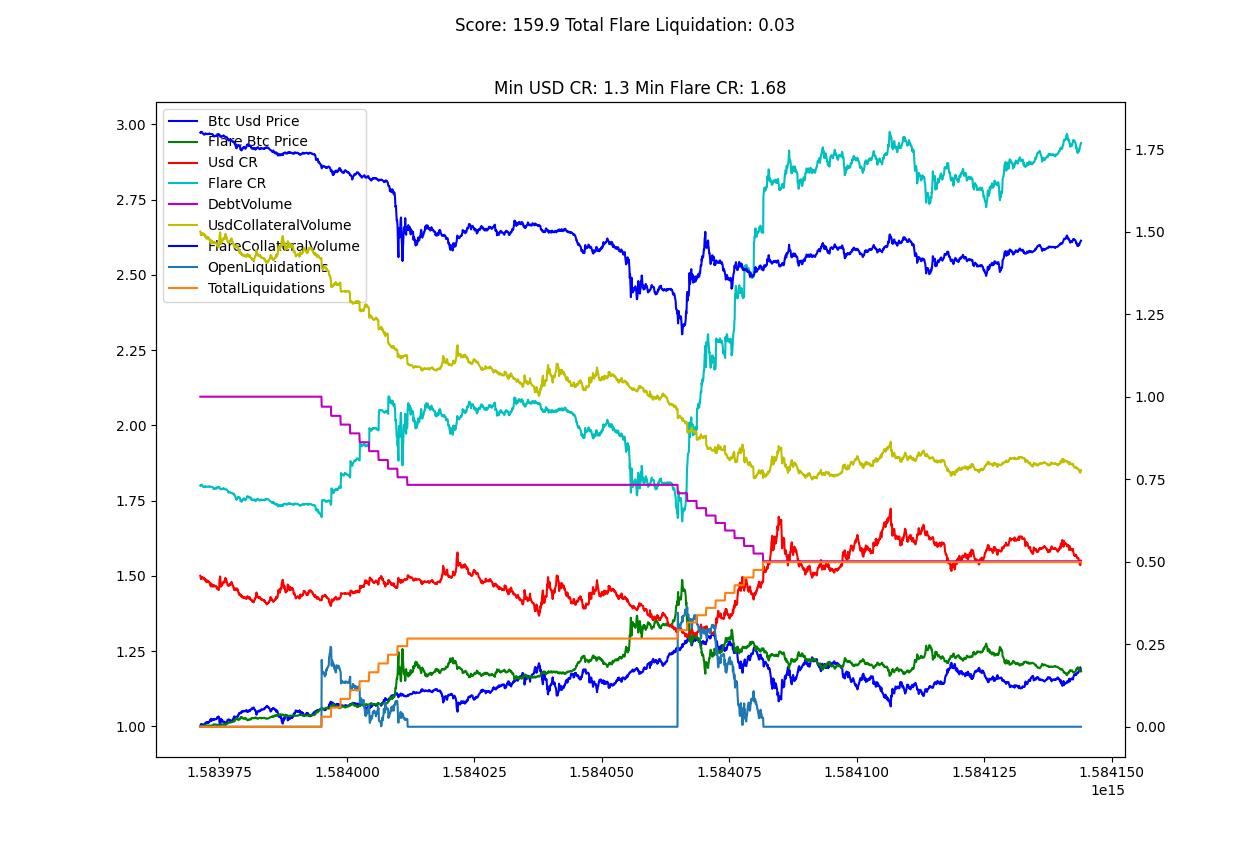 Score: 159.9 Total Flare Liquidation: 0.03
Min USD CR: 1.3 Min Flare CR: 1.68
Btc Usd Price
Flare Btc Price
Usd CR
Flare CR
DebtVolume
UsdCollateralVolume
FlareCollateralVolume
OpenLiquidations
TotalLiquidations
3.00
2.75
2.50
2.25
2.00
1.75
1.50
1.25
1.00
1.75
1.50
1.25
1.00
0.75
0.50
0.25
0.00
1.583975 1.584000 1.584025 1.584050 1.584075 1.584100 1.584125 1.584150
1e15